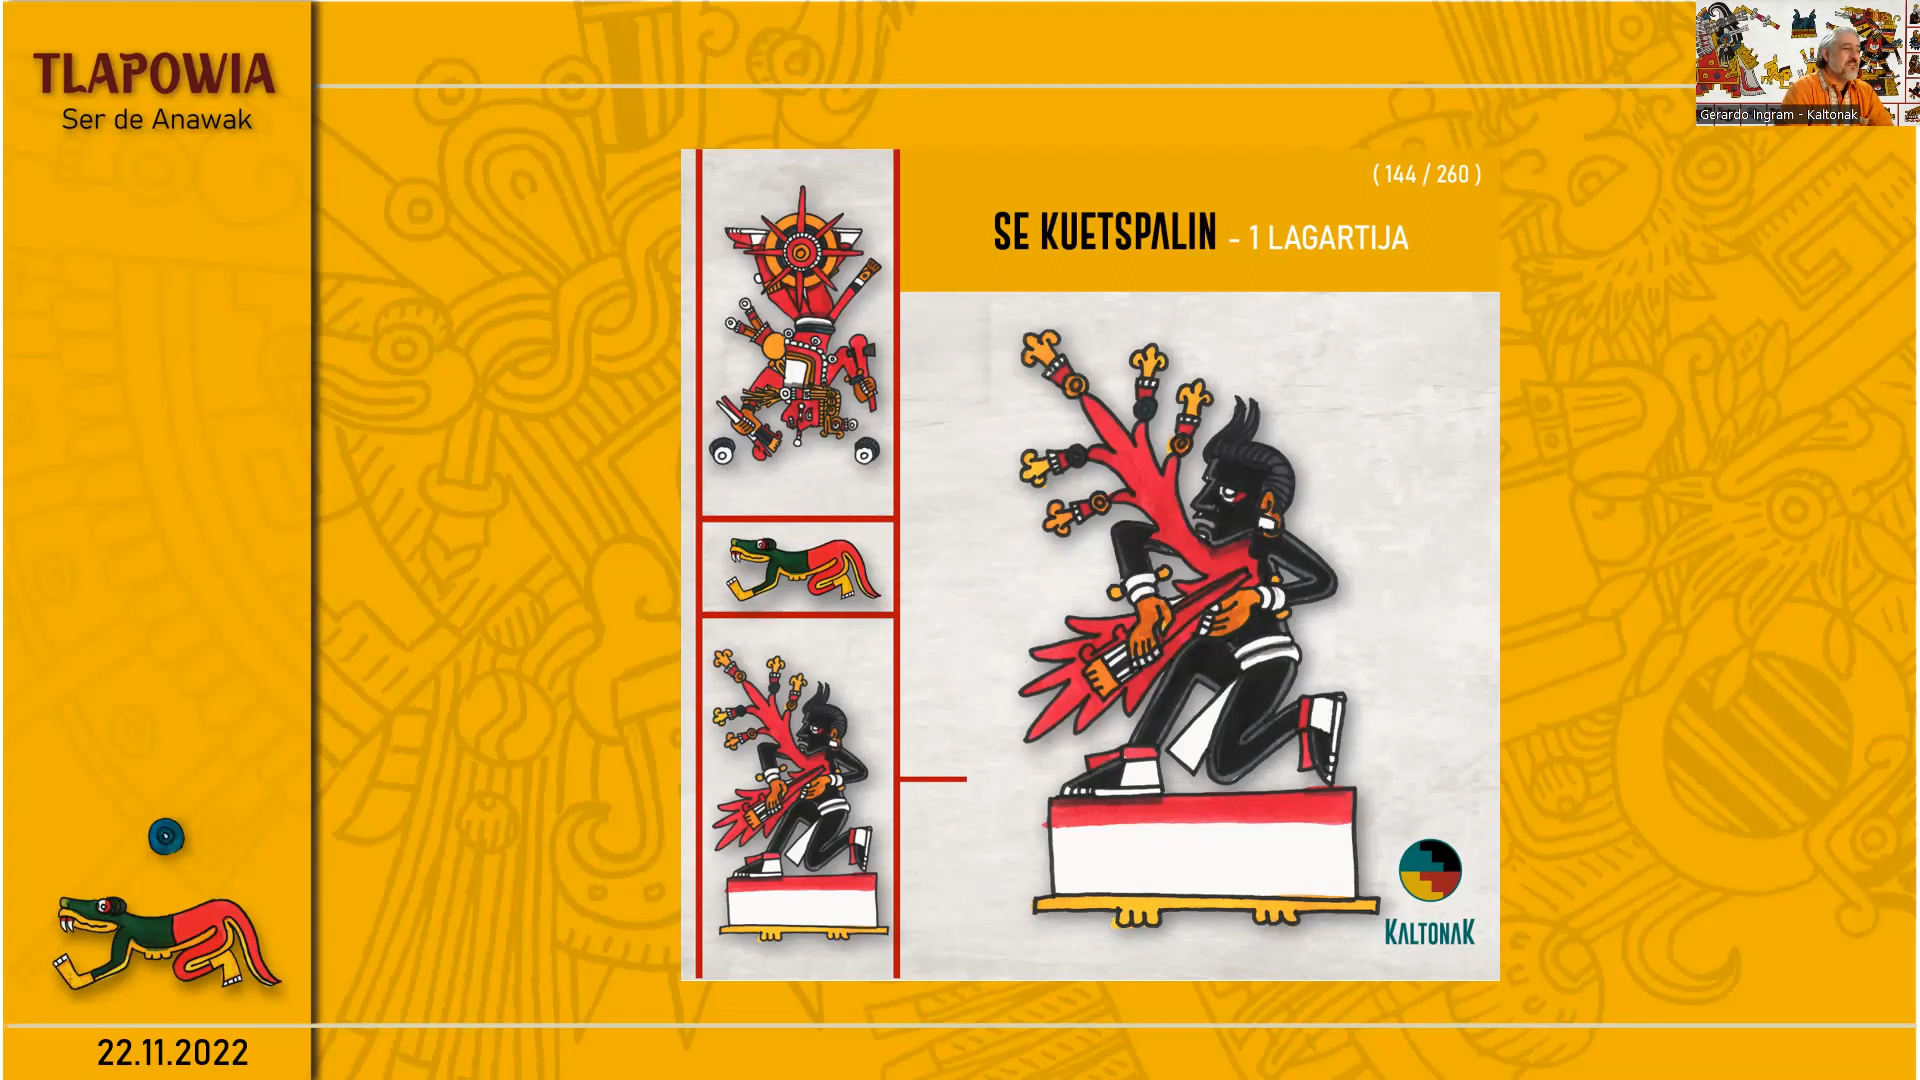 TLAPOWIA
Ser de Anawak
Gerardo Ingram - Kaltonak
( 144 / 260 )
SE KUETSPALIN - 1 LAGARTIJA
KALTONAK
22.11.2022